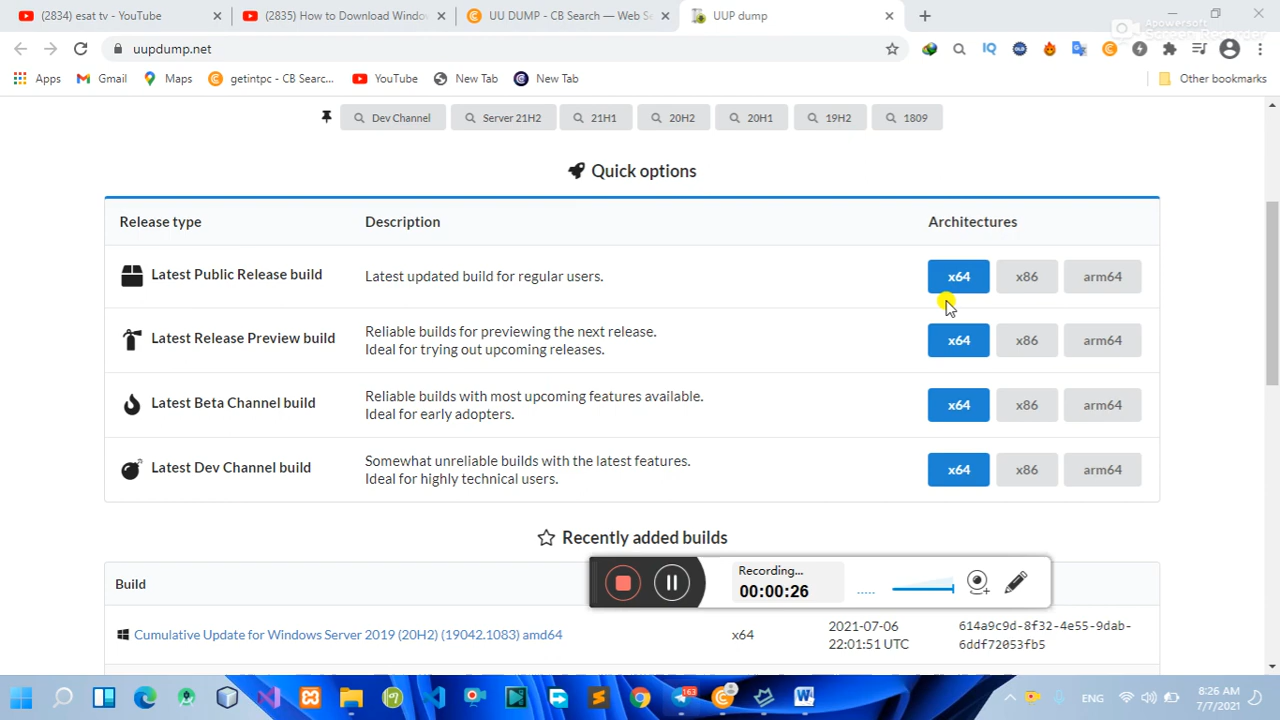 (2834) esat tv - YouTube
(2835) How to Download Windo
UU DUMP - CB Search — Web Se
UUP dump
Apowersoft
Screen Recorder
uupdump.net
Apps
Gmail
Maps
getintpc - CB Searc...
YouTube
New Tab
New Tab
Other bookmarks
Dev Channel
Server 21H2
21H1
20H2
20H1
19H2
1809
Quick options
Release type
Description
Architectures
Latest Public Release build
Latest updated build for regular users.
x64
x86
arm64
Latest Release Preview build
Reliable builds for previewing the next release.
Ideal for trying out upcoming releases.
x64
x86
arm64
Latest Beta Channel build
Reliable builds with most upcoming features available.
Ideal for early adopters.
x64
x86
arm64
Latest Dev Channel build
Somewhat unreliable builds with the latest features.
Ideal for highly technical users.
x64
x86
arm64
Recently added builds
Build
Recording...
00:00:26
Cumulative Update for Windows Server 2019 (20H2) (19042.1083) amd64
x64
2021-07-06
22:01:51 UTC
614a9c9d-8f32-4e55-9dab-
6ddf72053fb5
163
ENG
8:26 AM
7/7/2021